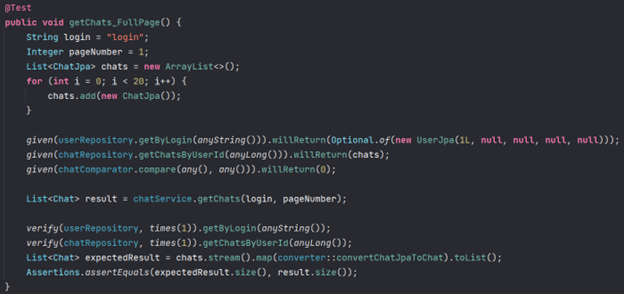 @Test
public void getChats_FullPage() {
    String login = "login";
    Integer pageNumber = 1;
    List<ChatJpa> chats = new ArrayList<>();
    for (int i = 0; i < 20; i++) {
        chats.add(new ChatJpa());
    }

    given(userRepository.getByLogin(anyString())).willReturn(Optional.of(new UserJpa(1L, null, null, null, null)));
    given(chatRepository.getChatsByUserId(anyLong())).willReturn(chats);
    given(chatComparator.compare(any(), any())).willReturn(0);

    List<Chat> result = chatService.getChats(login, pageNumber);

    verify(userRepository, times(1)).getByLogin(anyString());
    verify(chatRepository, times(1)).getChatsByUserId(anyLong());
    List<Chat> expectedResult = chats.stream().map(converter::convertChatJpaToChat).toList();
    Assertions.assertEquals(expectedResult.size(), result.size());
}